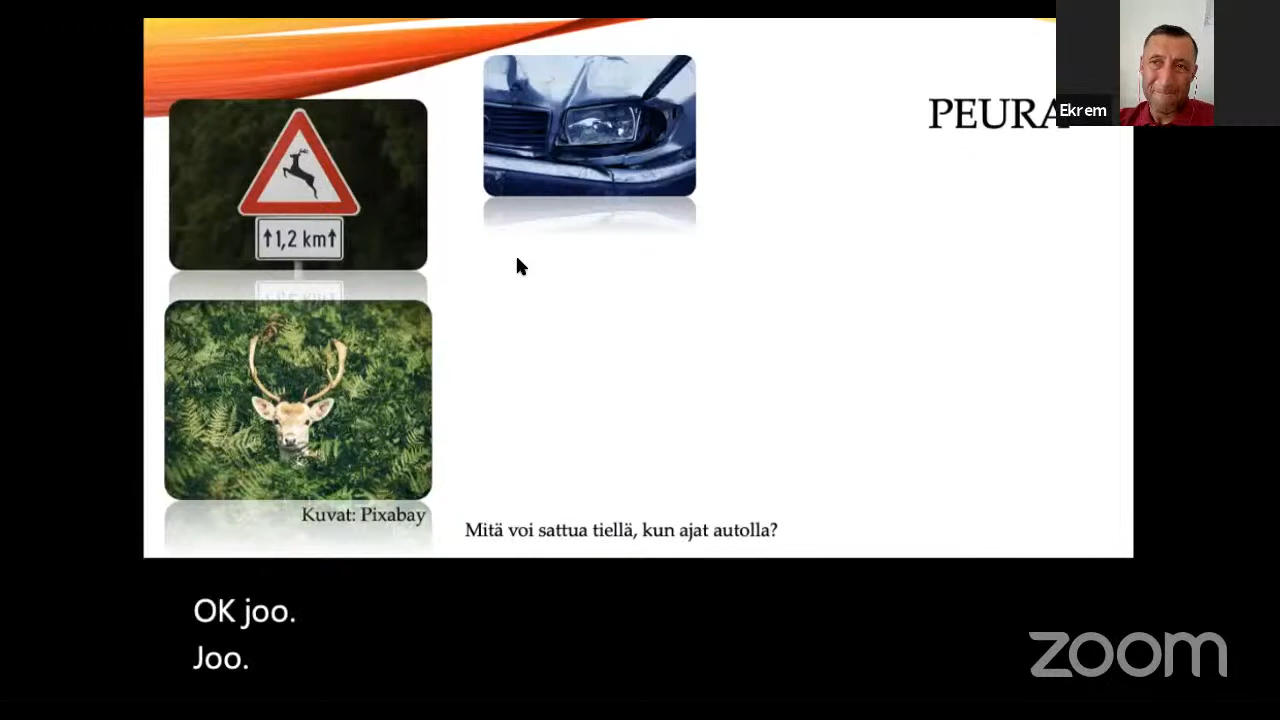 PEURA
Ekrem
↑1,2 km↑
Kuvat: Pixabay
Mitä voi sattua tiellä, kun ajat autolla?
OK joo.
Joo.
zoom